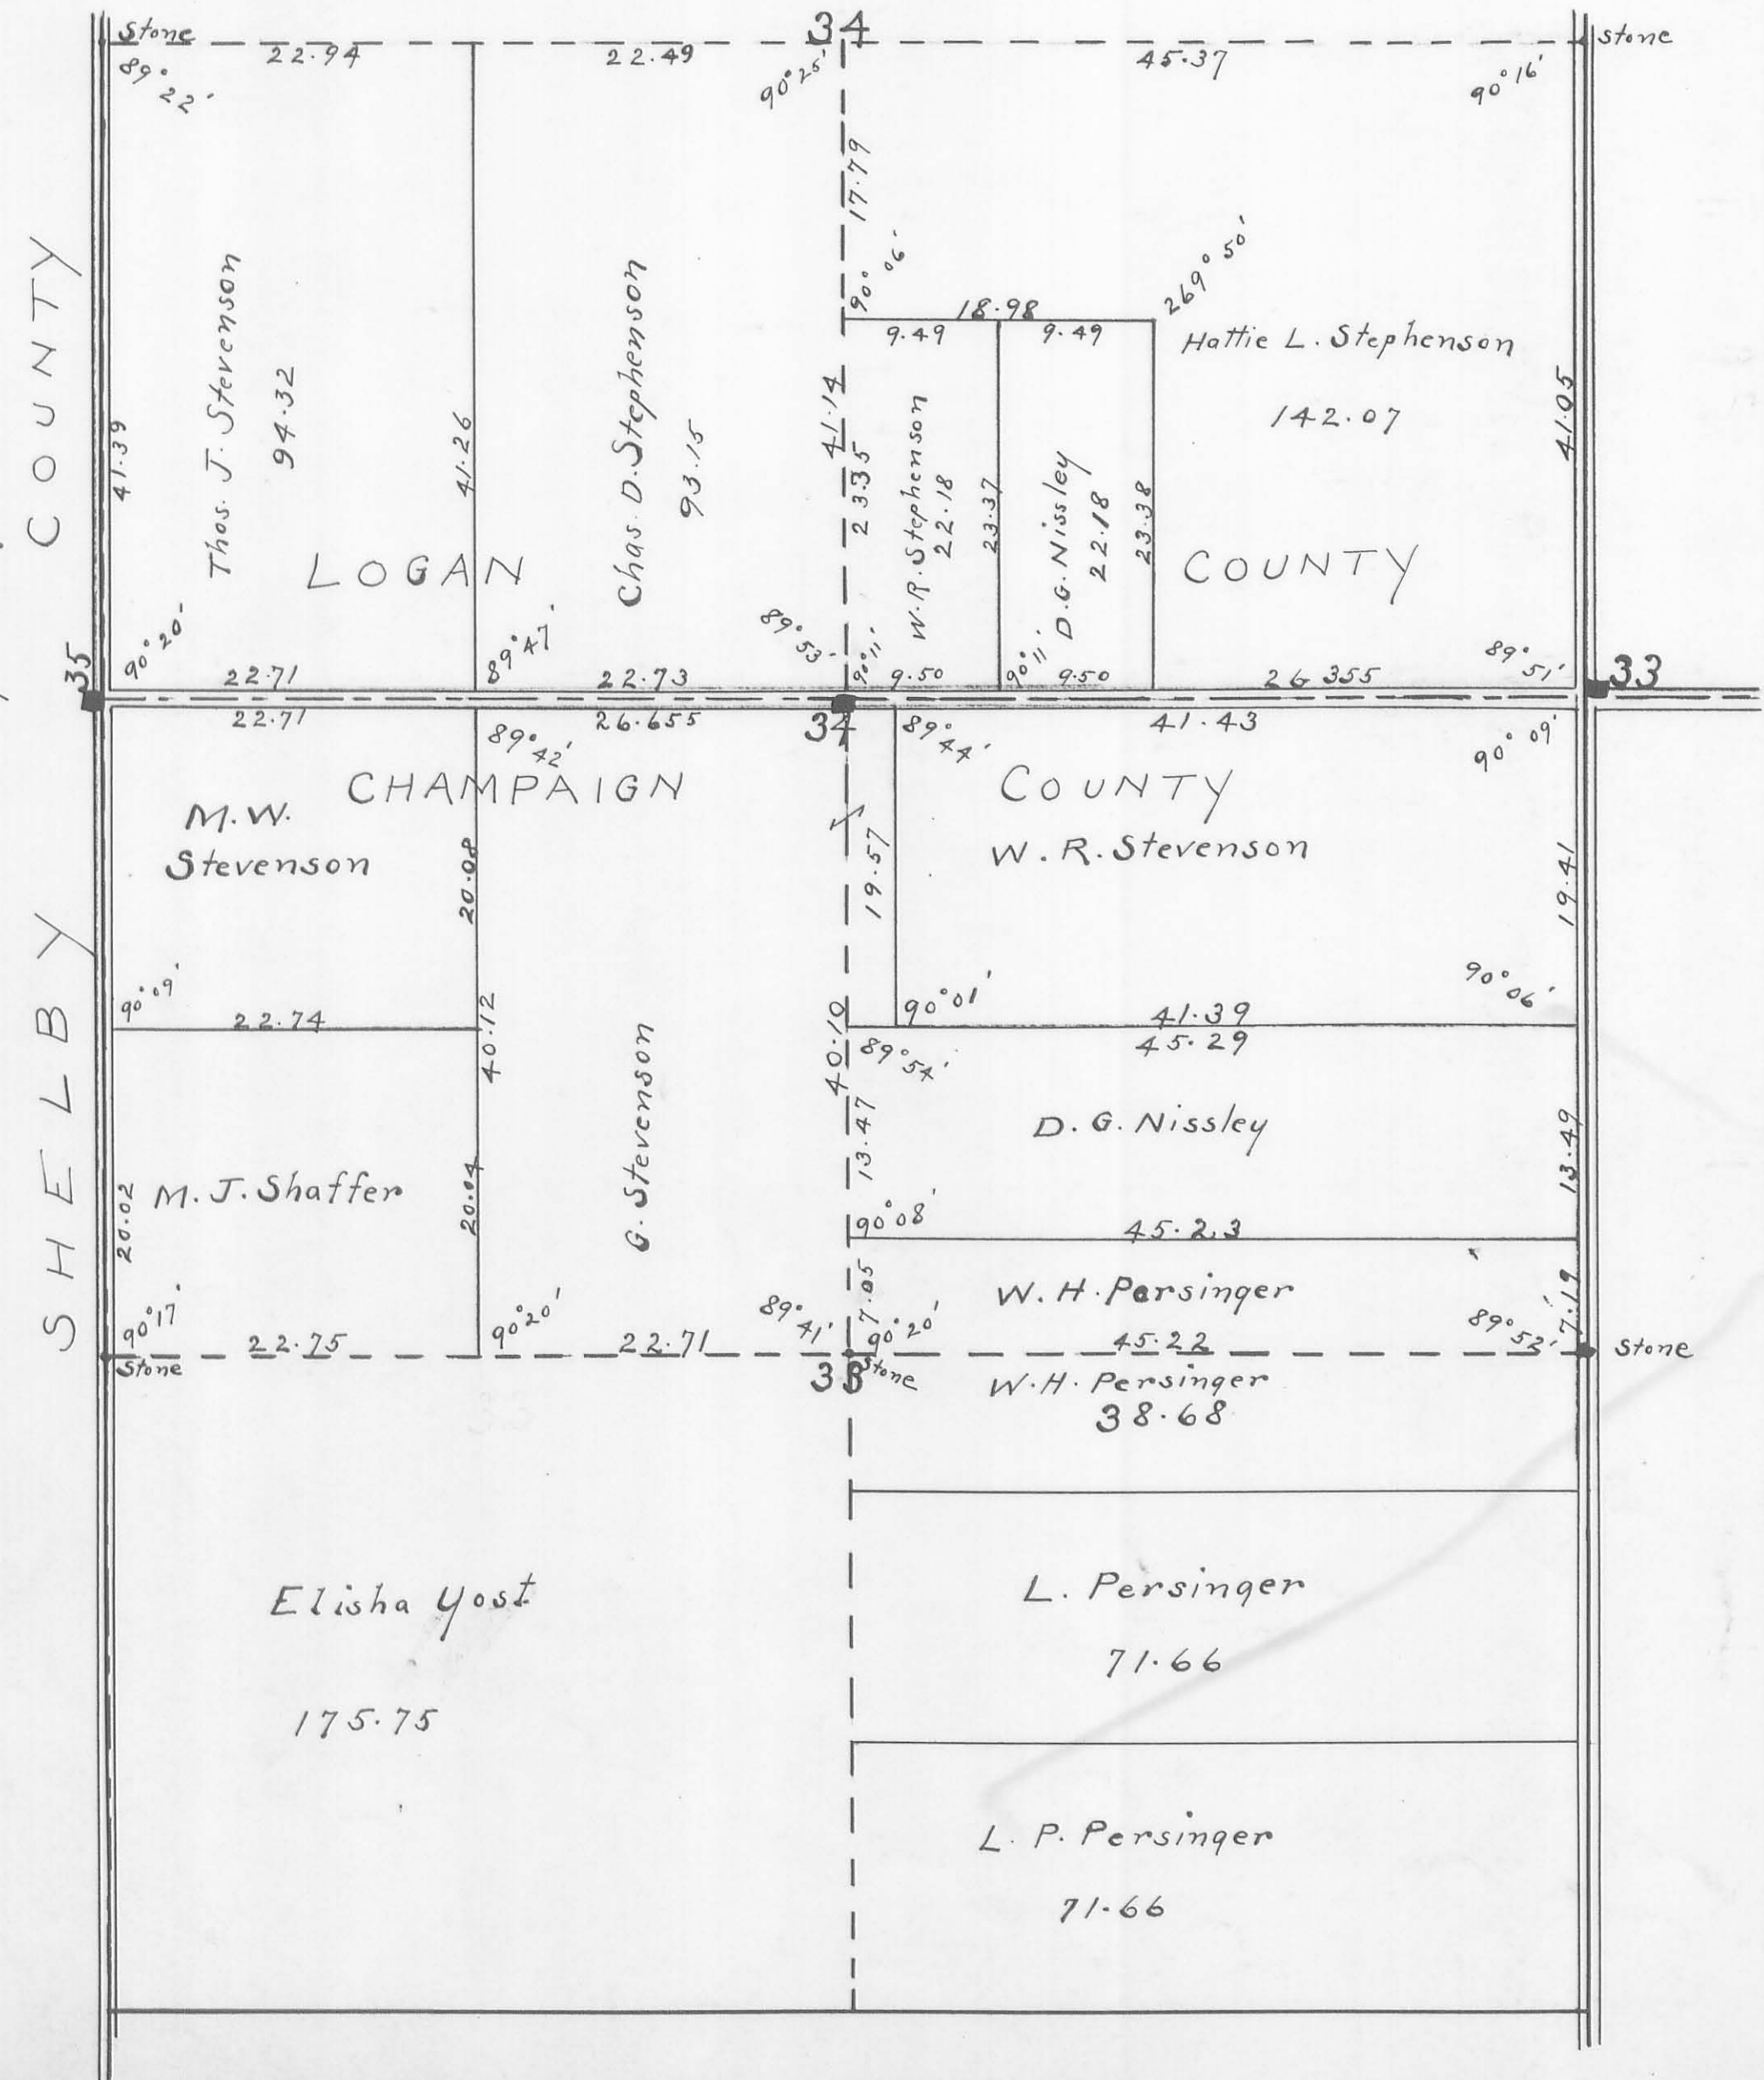 Stone
22.94
22.49
34
45.37
stone
89°22'
90°25'
90°16'
17.79
COUNTY
90°06'
18.98
269°50'
9.49
9.49
Hattie L. Stephenson
142.07
Thos. J. Stevenson
94.32
41.39
41.26
Chas. D. Stephenson
93.15
41.14
23.35
W. R. Stephenson
22.18
23.37
D. G. Nissley
22.18
23.38
41.05
LOGAN
COUNTY
35
90°20'
22.71
89°47'
22.73
89°53'
90°11'
9.50
90°11'
9.50
26.355
89°51'
33
22.71
89°42'
26.655
34
89°44'
41.43
90°09'
CHAMPAIGN
COUNTY
M. W.
Stevenson
20.08
19.57
W. R. Stevenson
19.41
SHELBY
90°09'
22.74
40.12
40.10
90°01'
41.39
90°06'
45.29
89°54'
G. Stevenson
13.47
D. G. Nissley
13.49
M. J. Shaffer
20.02
20.04
90°08'
45.23
7.05
W. H. Persinger
7.19
90°17'
22.75
90°20'
22.71
89°41'
90°20'
45.22
89°52'
Stone
Stone
33
Stone
W. H. Persinger
38.68
Elisha Yost
175.75
L. Persinger
71.66
L. P. Persinger
71.66